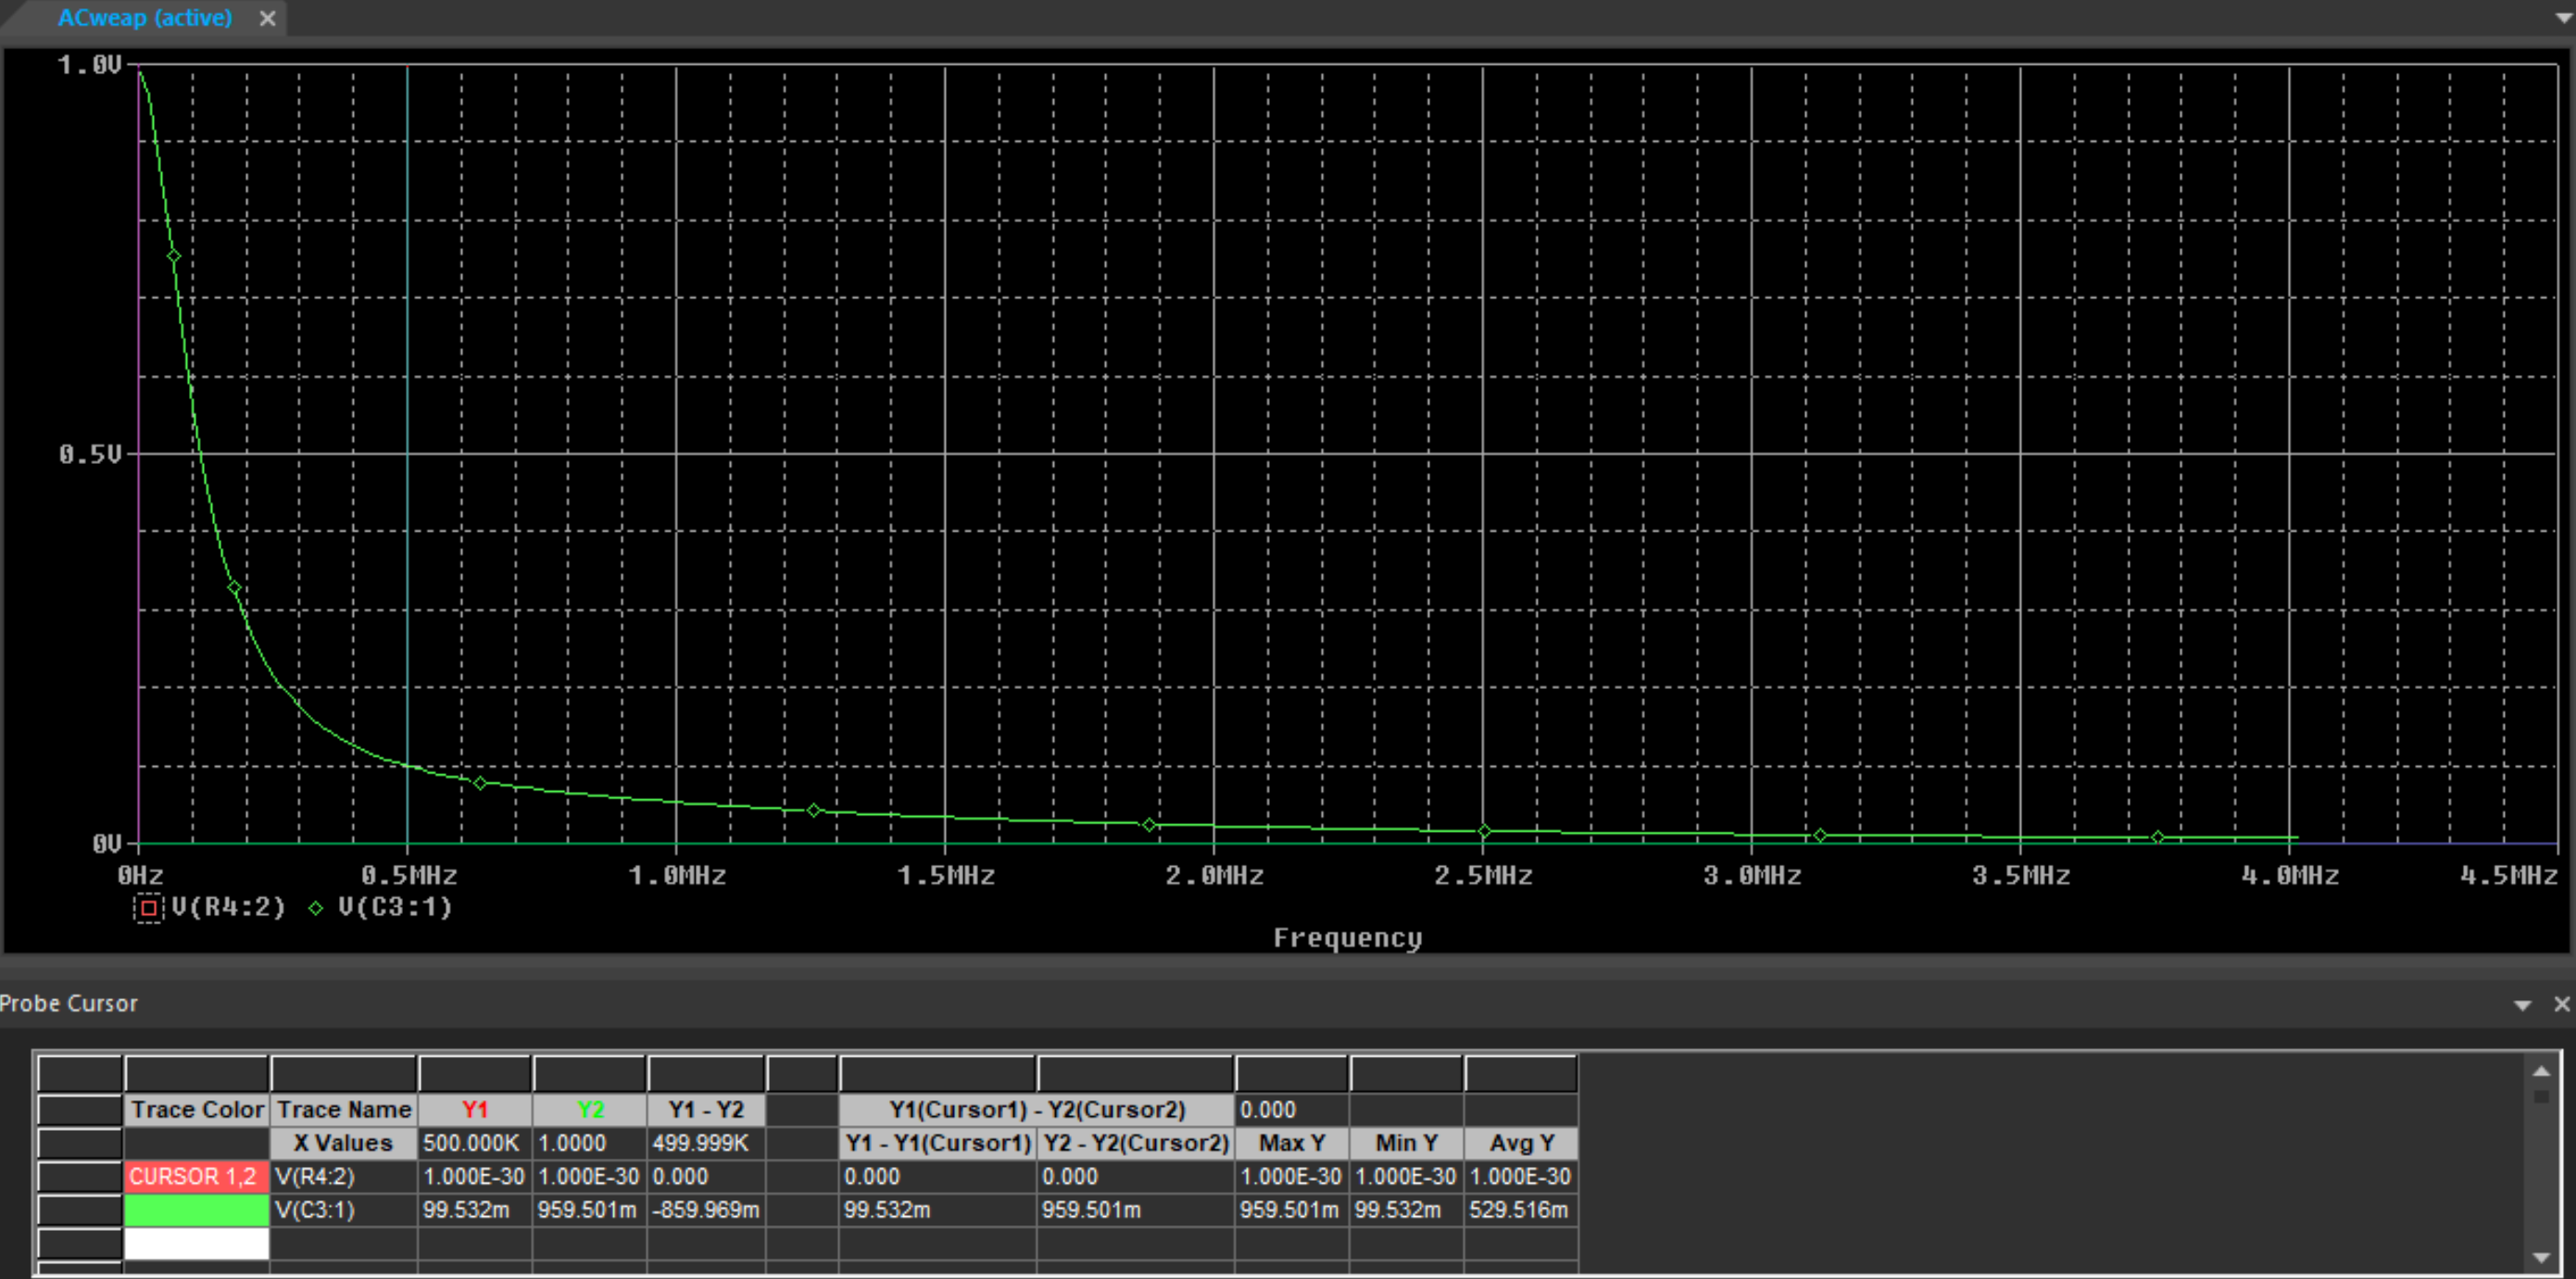 ACweap (active)
1.0V
0.5V
0V
0Hz 0.5MHz 1.0MHz 1.5MHz 2.0MHz 2.5MHz 3.0MHz 3.5MHz 4.0MHz 4.5MHz
V(R4:2) V(C3:1)
Frequency
Probe Cursor
Trace Color Trace Name Y1 Y2 Y1 - Y2 Y1(Cursor1) - Y2(Cursor2) 0.000
X Values 500.000K 1.0000 499.999K Y1 - Y1(Cursor1) Y2 - Y2(Cursor2) Max Y Min Y Avg Y
CURSOR 1,2 V(R4:2) 1.000E-30 1.000E-30 0.000 0.000 0.000 1.000E-30 1.000E-30 1.000E-30
V(C3:1) 99.532m 959.501m -859.969m 99.532m 959.501m 959.501m 99.532m 529.516m